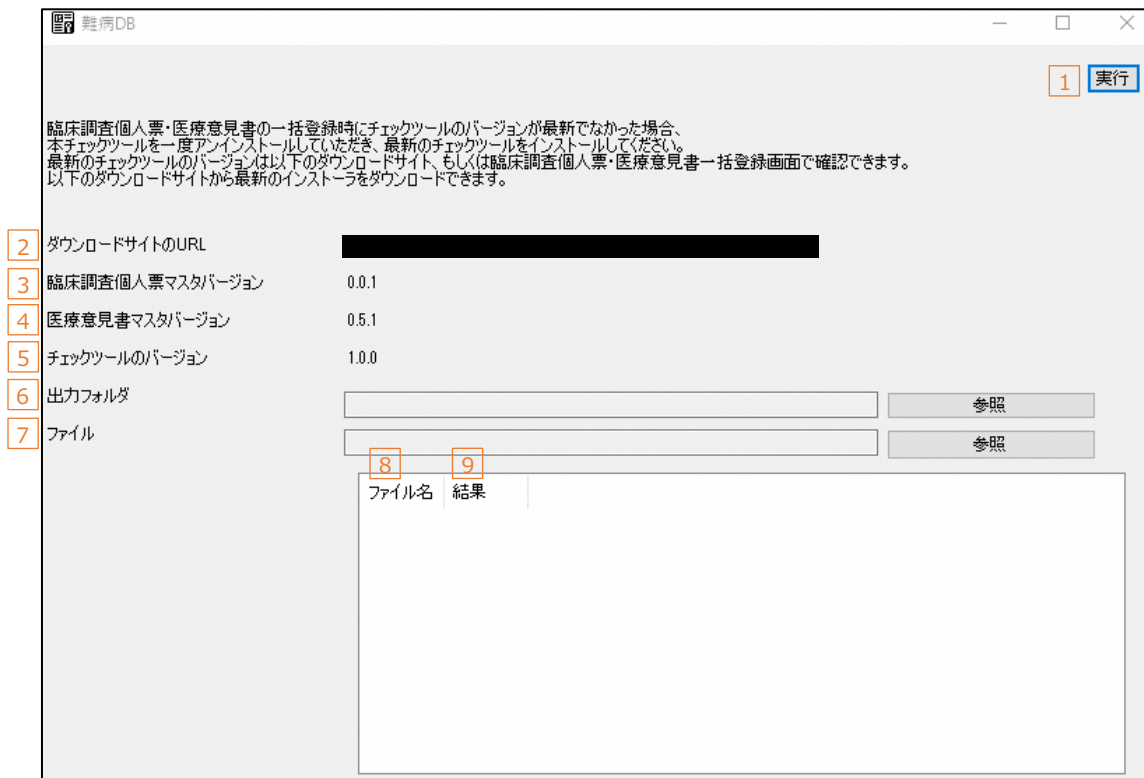 難病DB
1 実行
臨床調査個人票・医療意見書の一括登録時にチェックツールのバージョンが最新でなかった場合、
本チェックツールを一度アンインストールしていただき、最新のチェックツールをインストールしてください。
最新のチェックツールのバージョンは以下のダウンロードサイト、もしくは臨床調査個人票・医療意見書一括登録画面で確認できます。
以下のダウンロードサイトから最新のインストーラをダウンロードできます。
2 ダウンロードサイトのURL
3 臨床調査個人票マスタバージョン 0.0.1
4 医療意見書マスタバージョン 0.5.1
5 チェックツールのバージョン 1.0.0
6 出力フォルダ 参照
7 ファイル 参照
8 9
ファイル名 結果